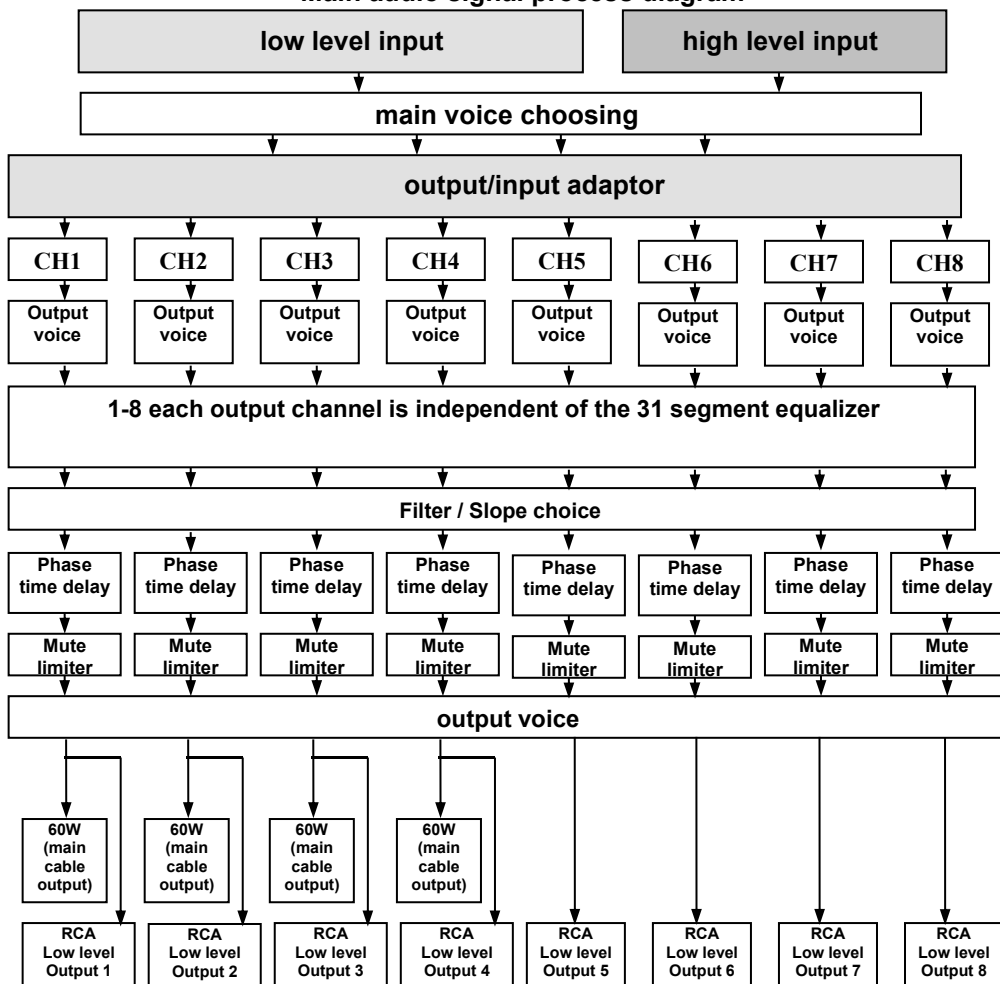 Main audio signal process diagram
low level input
high level input
main voice choosing
output/input adaptor
CH1
CH2
CH3
CH4
CH5
CH6
CH7
CH8
Output
voice
Output
voice
Output
voice
Output
voice
Output
voice
Output
voice
Output
voice
Output
voice
1-8 each output channel is independent of the 31 segment equalizer
Filter / Slope choice
Phase
time delay
Phase
time delay
Phase
time delay
Phase
time delay
Phase
time delay
Phase
time delay
Phase
time delay
Phase
time delay
Mute
limiter
Mute
limiter
Mute
limiter
Mute
limiter
Mute
limiter
Mute
limiter
Mute
limiter
Mute
limiter
output voice
60W
(main
cable
output)
60W
(main
cable
output)
60W
(main
cable
output)
60W
(main
cable
output)
RCA
Low level
Output 1
RCA
Low level
Output 2
RCA
Low level
Output 3
RCA
Low level
Output 4
RCA
Low level
Output 5
RCA
Low level
Output 6
RCA
Low level
Output 7
RCA
Low level
Output 8